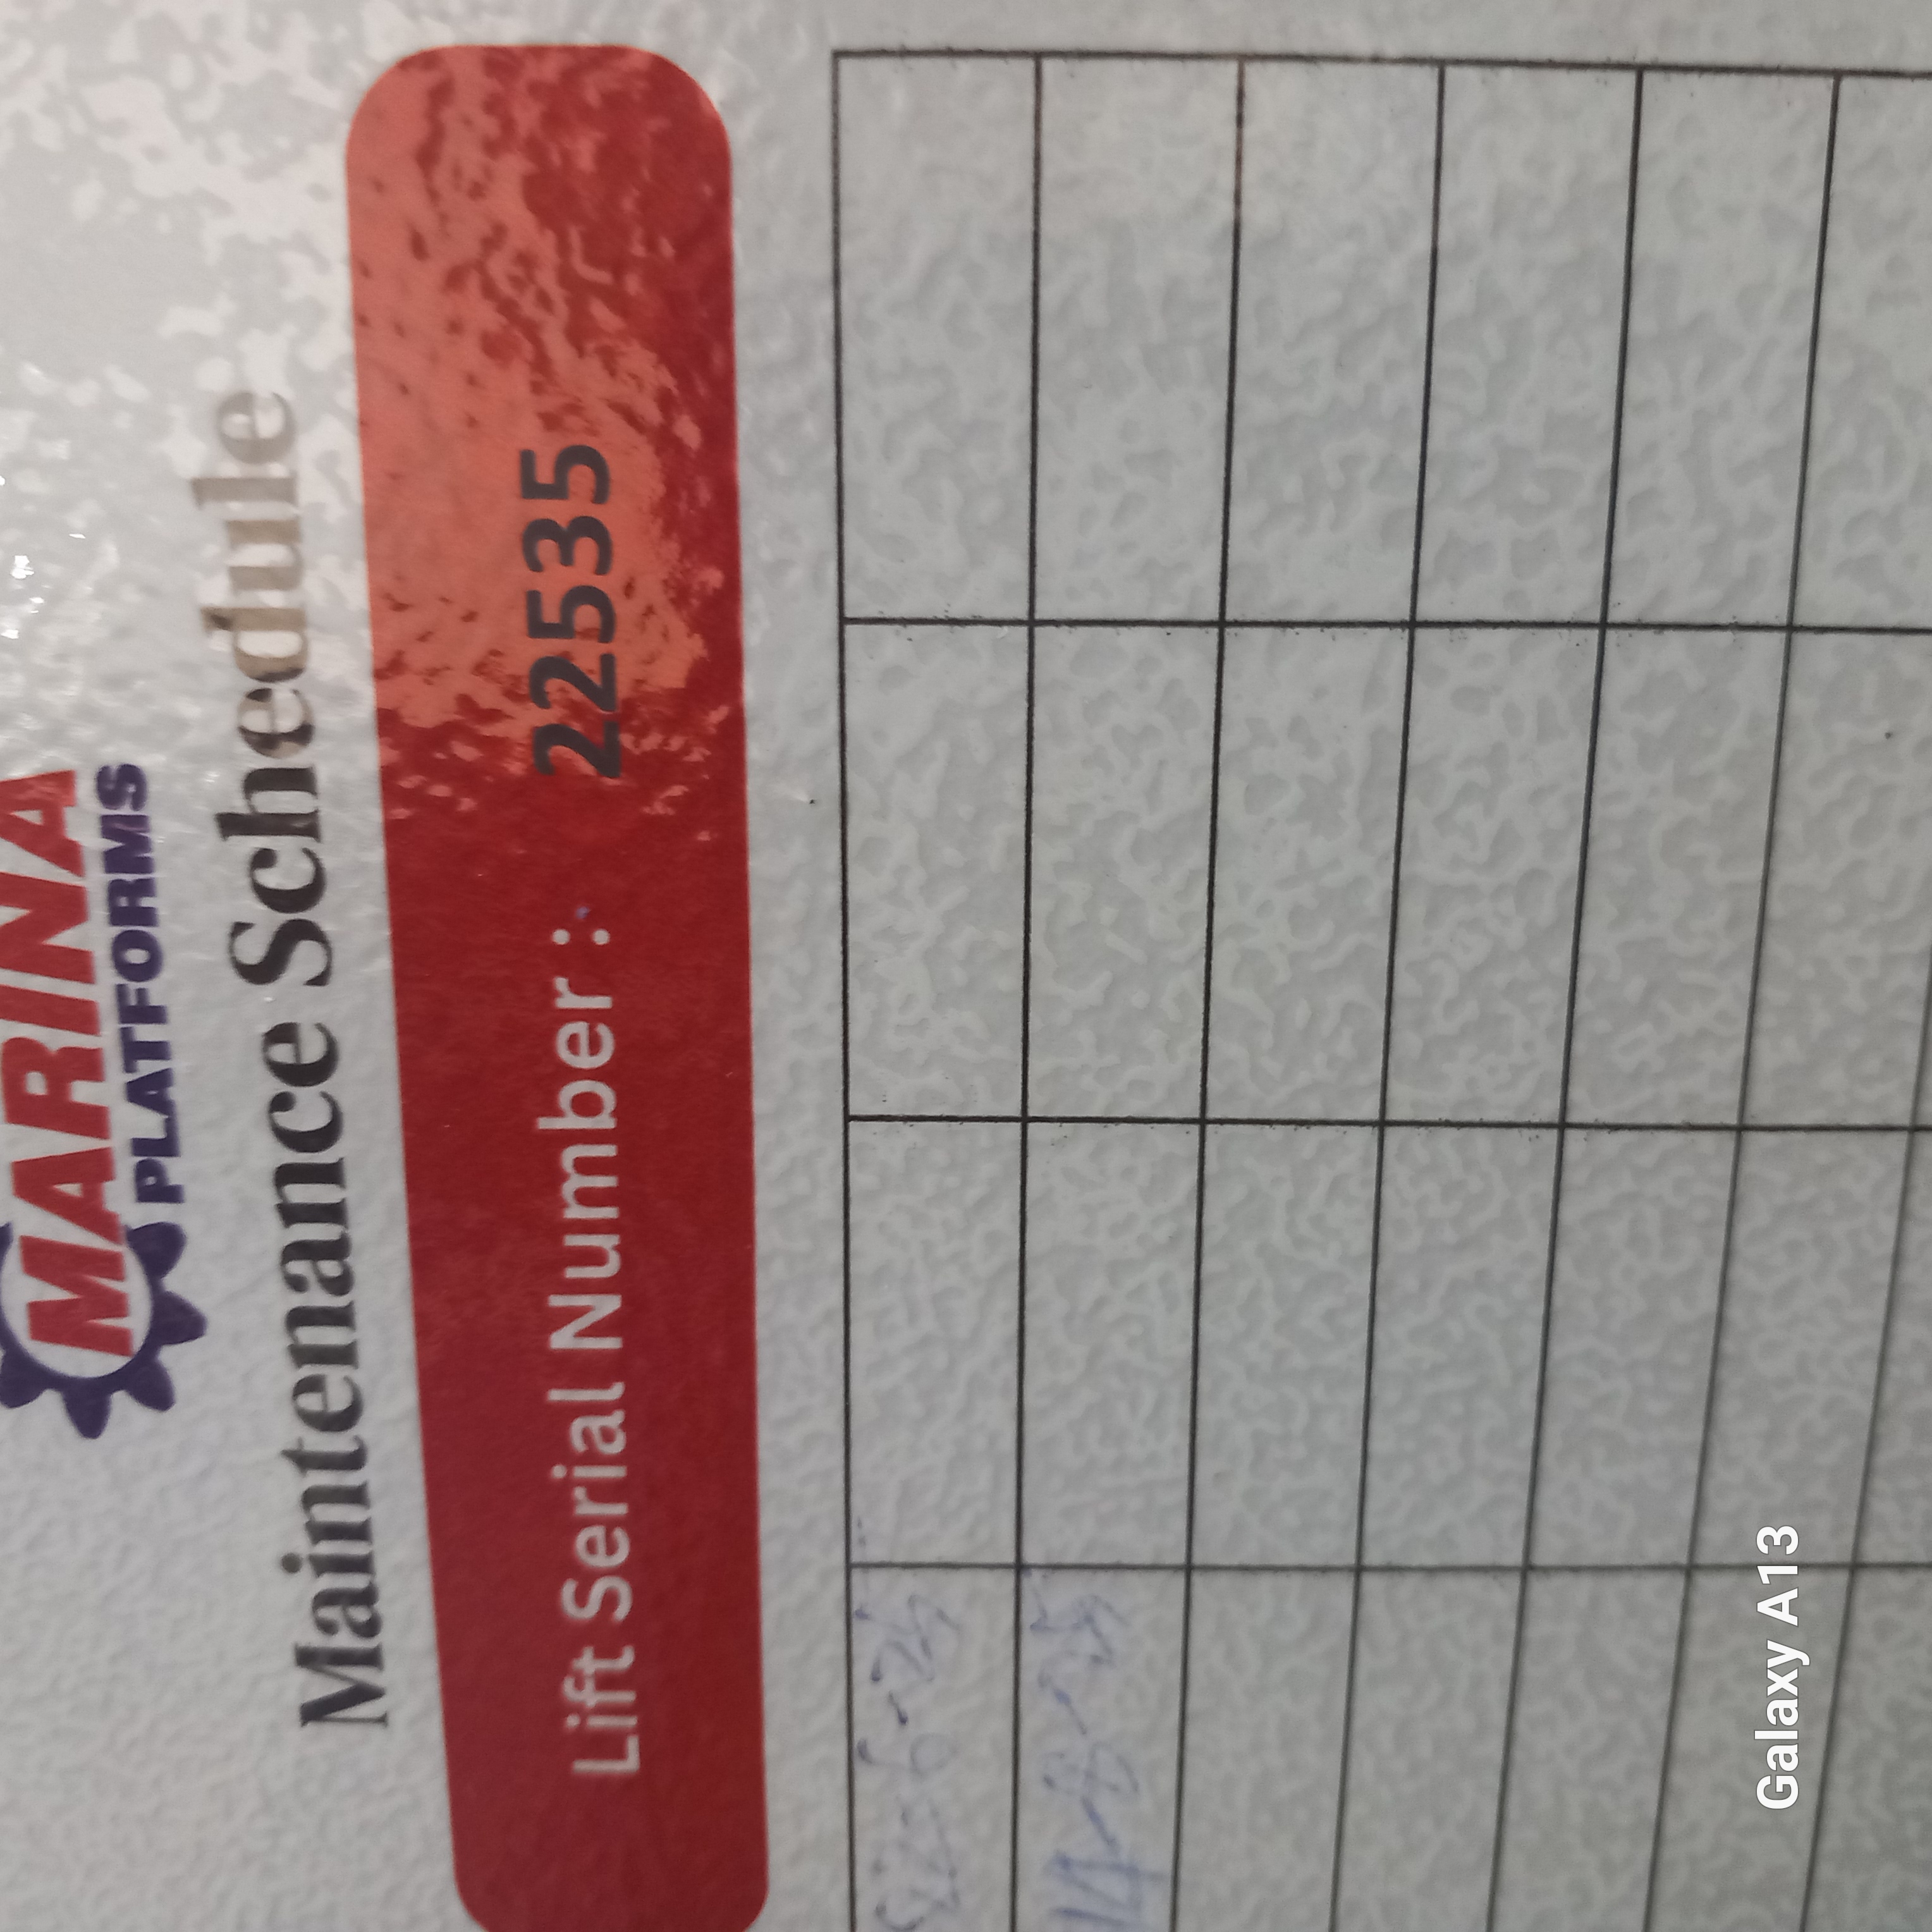 MARINA
PLATFORMS
Maintenance Schedule
Lift Serial Number : 22535
Galaxy A13